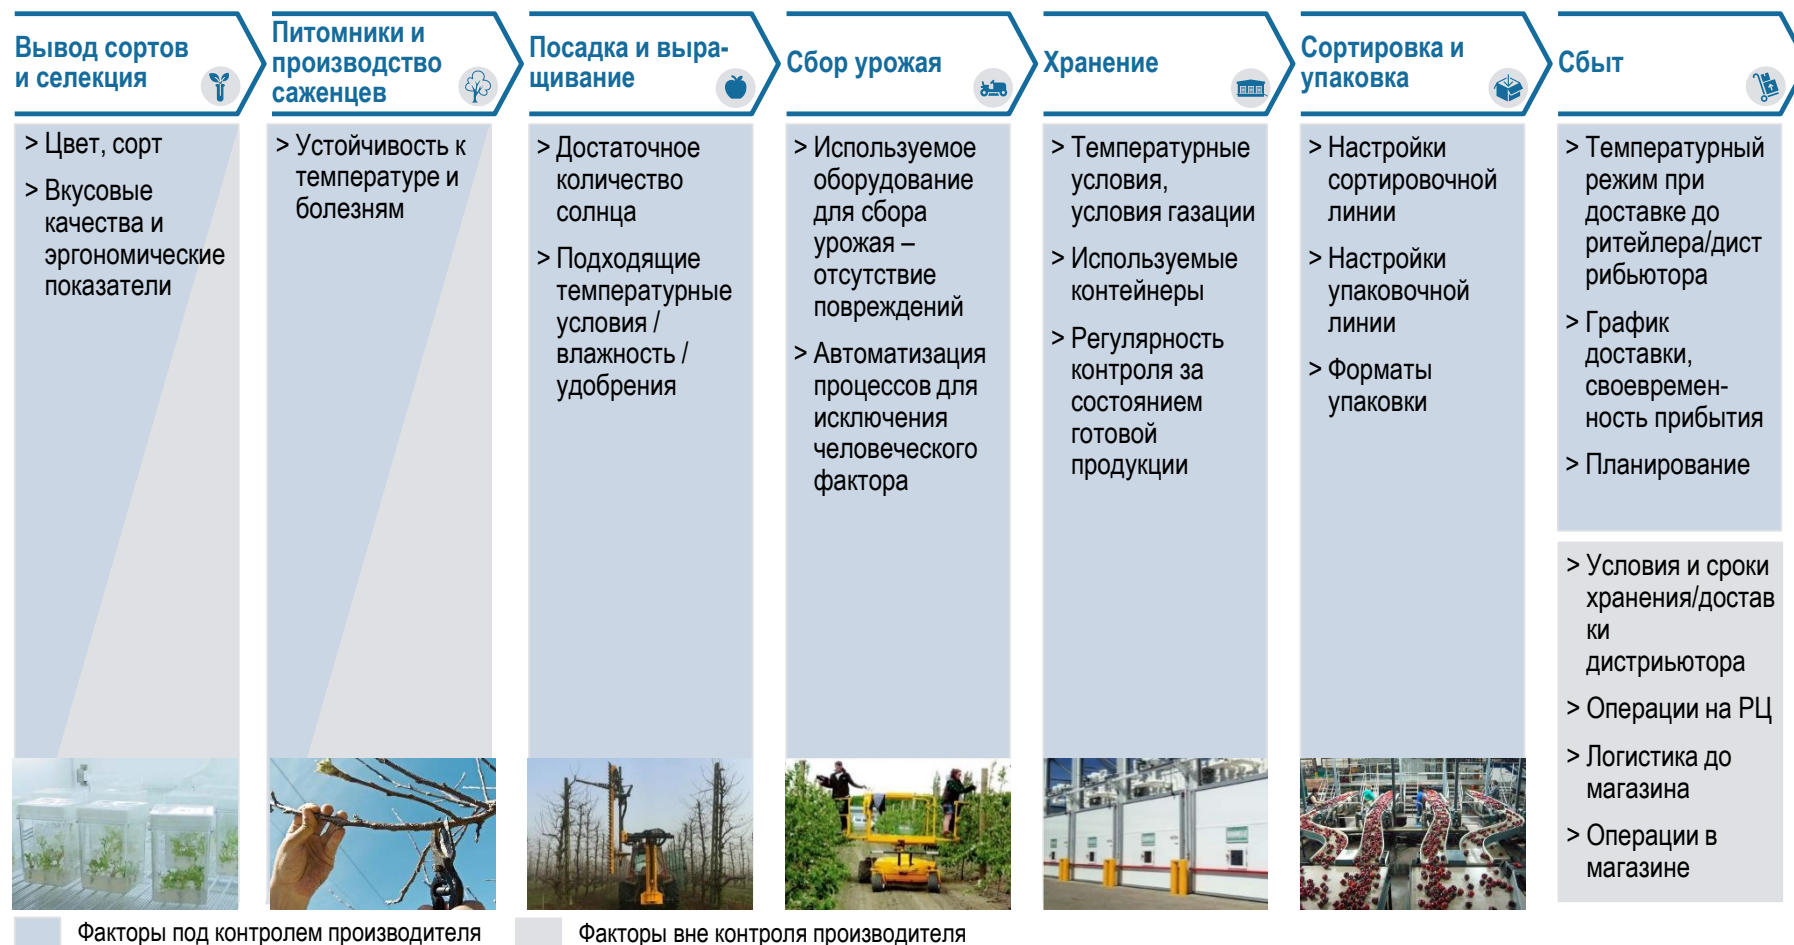 Вывод сортов
и селекция
Питомники и
производство
саженцев
Посадка и выра-
щивание
Сбор урожая
Хранение
Сортировка и
упаковка
Сбыт
> Цвет, сорт
> Вкусовые
качества и
эргономические
показатели
> Устойчивость к
температуре и
болезням
> Достаточное
количество
солнца
> Подходящие
температурные
условия /
влажность /
удобрения
> Используемое
оборудование
для сбора
урожая –
отсутствие
повреждений
> Автоматизация
процессов для
исключения
человеческого
фактора
> Температурные
условия,
условия газации
> Используемые
контейнеры
> Регулярность
контроля за
состоянием
готовой
продукции
> Настройки
сортировочной
линии
> Настройки
упаковочной
линии
> Форматы
упаковки
> Температурный
режим при
доставке до
ритейлера/дист
рибьютора
> График
доставки,
своевремен-
ность прибытия
> Планирование
> Условия и сроки
хранения/достав
ки
дистриьютора
> Операции на РЦ
> Логистика до
магазина
> Операции в
магазине
Факторы под контролем производителя
Факторы вне контроля производителя